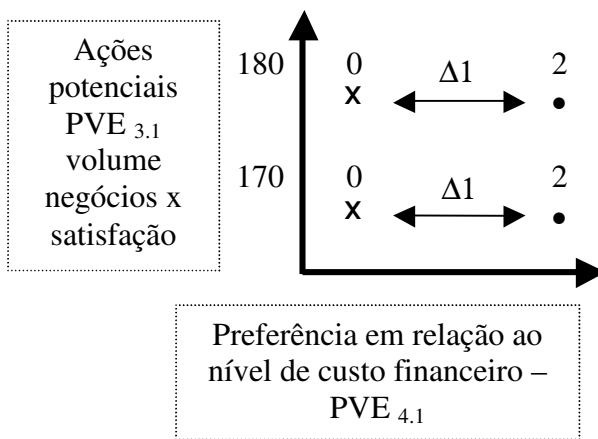 Ações
potenciais
PVE 3.1
volume
negócios x
satisfação
180 0 Δ1 2
x
170 0 Δ1 2
x
Preferência em relação ao
nível de custo financeiro –
PVE 4.1